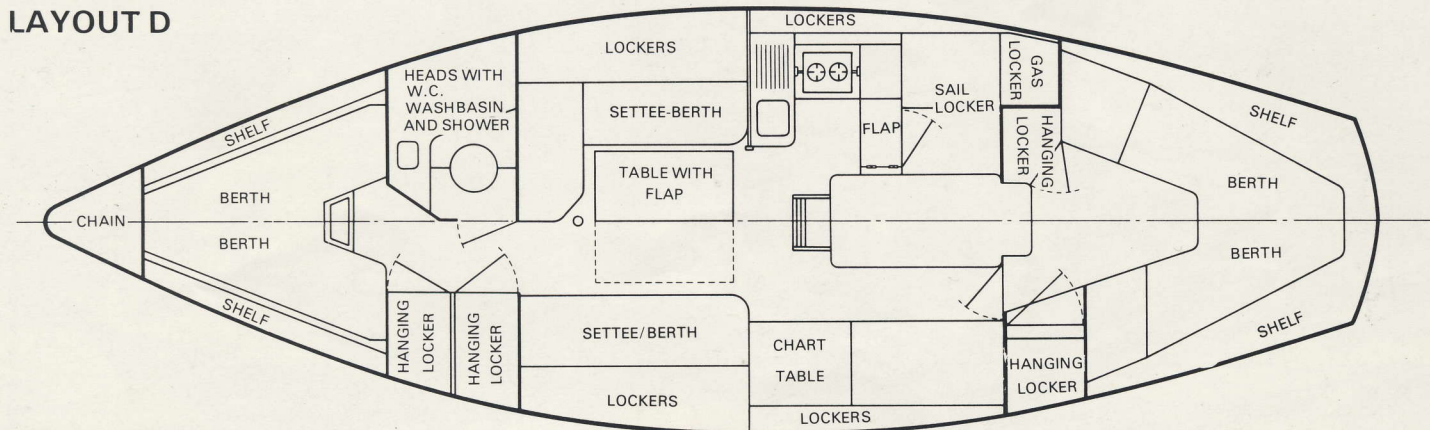 LAYOUT D
CHAIN
SHELF
BERTH
BERTH
SHELF
HEADS WITH
W.C.
WASHBASIN
AND SHOWER
HANGING
LOCKER
HANGING
LOCKER
LOCKERS
SETTEE-BERTH
TABLE WITH
FLAP
SETTEE/BERTH
LOCKERS
LOCKERS
FLAP
SAIL
LOCKER
GAS
LOCKER
HANGING
LOCKER
CHART
TABLE
LOCKERS
HANGING
LOCKER
SHELF
BERTH
BERTH
SHELF